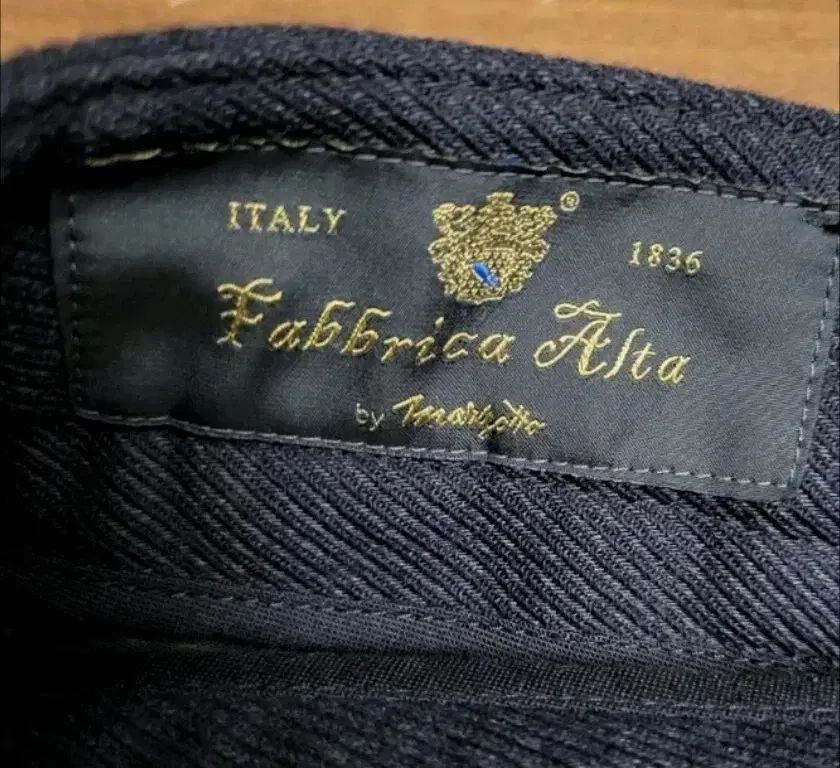 ITALY ® 1836
Fabbrica Alta
by Marzotto